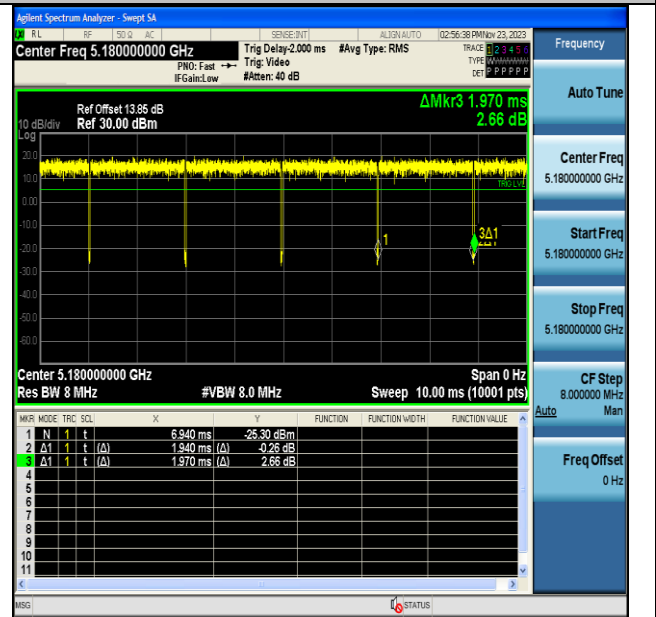 Agilent Spectrum Analyzer - Swept SA
RL RF 50 Ω AC SENSE:INT ALIGN AUTO 02:56:38 PM Nov 23, 2023
Center Freq 5.180000000 GHz
Trig Delay-2.000 ms #Avg Type: RMS
TRACE 1 2 3 4 5 6
PNO: Fast Trig: Video
TYPE WWWWWW
IFGain:Low #Atten: 40 dB
DET P P P P P P
Frequency
Auto Tune
Center Freq
5.180000000 GHz
Start Freq
5.180000000 GHz
Stop Freq
5.180000000 GHz
CF Step
8.000000 MHz
Auto Man
Freq Offset
0 Hz
ΔMkr3 1.970 ms
2.66 dB
Ref Offset 13.85 dB
10 dB/div Ref 30.00 dBm
Log
20.0
10.0
TRIG LVL
0.00
-10.0
1
3Δ1
-20.0
-30.0
-40.0
-50.0
-60.0
Center 5.180000000 GHz Span 0 Hz
Res BW 8 MHz #VBW 8.0 MHz Sweep 10.00 ms (10001 pts)
MKR MODE TRC SCL X Y FUNCTION FUNCTION WIDTH FUNCTION VALUE
1 N 1 t 6.940 ms -25.30 dBm
2 Δ1 1 t (Δ) 1.940 ms (Δ) -0.26 dB
3 Δ1 1 t (Δ) 1.970 ms (Δ) 2.66 dB
4
5
6
7
8
9
10
11
MSG STATUS